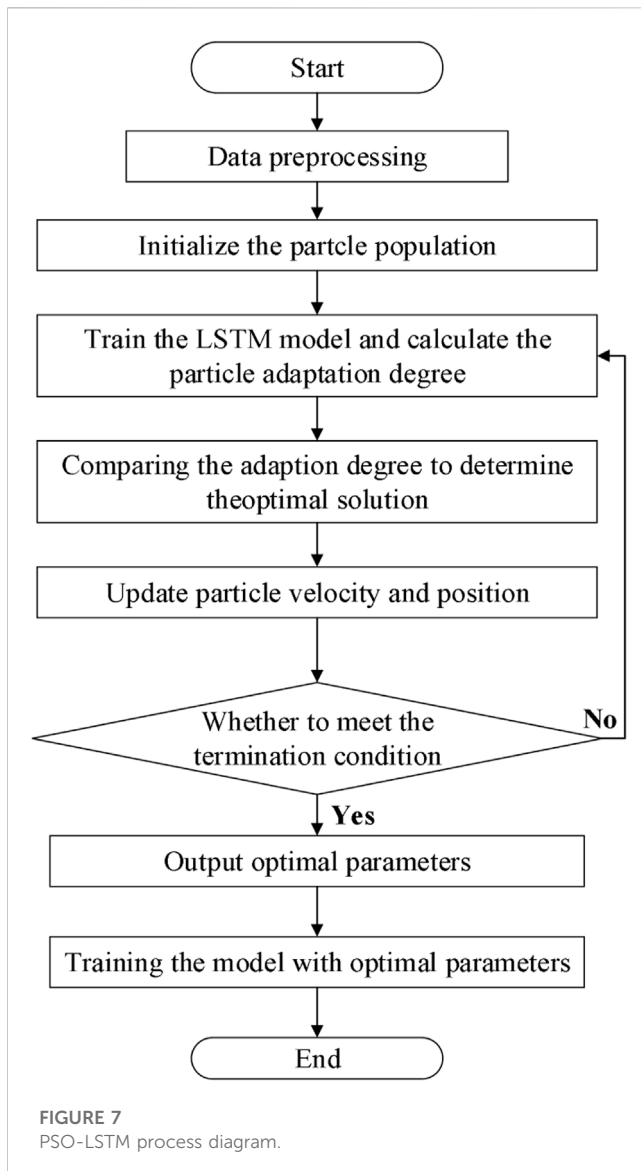 Start
Data preprocessing
Initialize the partcle population
Train the LSTM model and calculate the
particle adaptation degree
Comparing the adaption degree to determine
theoptimal solution
Update particle velocity and position
Whether to meet the
termination condition
No
Yes
Output optimal parameters
Training the model with optimal parameters
End
FIGURE 7
PSO-LSTM process diagram.